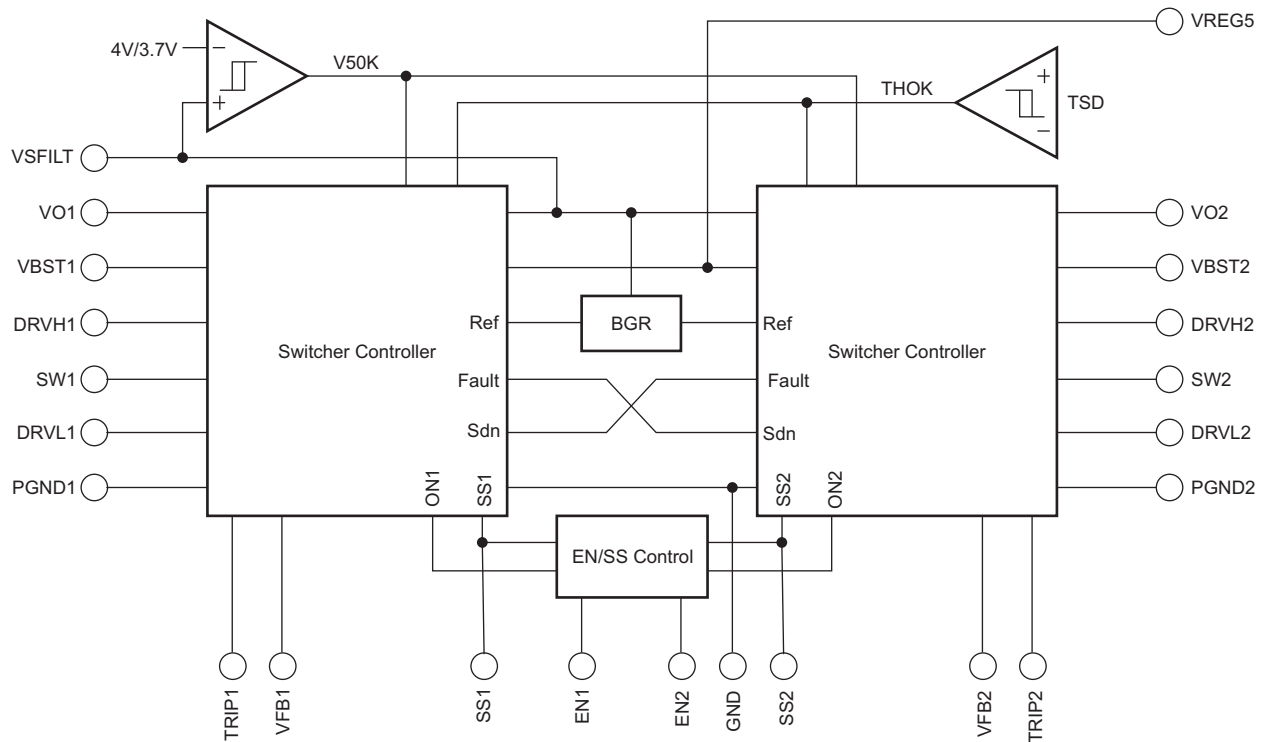 VREG5
4V/3.7V
−
+
V50K
THOK
+
−
TSD
VSFILT
VO1
VBST1
DRVH1
SW1
DRVL1
PGND1
Switcher Controller
Ref
Fault
Sdn
ON1
SS1
BGR
Ref
Fault
Sdn
SS2
ON2
Switcher Controller
VO2
VBST2
DRVH2
SW2
DRVL2
PGND2
EN/SS Control
TRIP1
VFB1
SS1
EN1
EN2
GND
SS2
VFB2
TRIP2